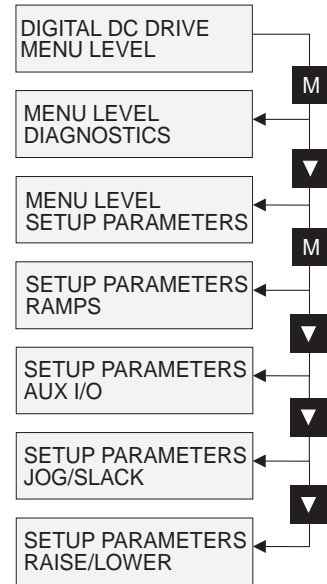 DIGITAL DC DRIVE
MENU LEVEL
M
MENU LEVEL
DIAGNOSTICS
MENU LEVEL
SETUP PARAMETERS
M
SETUP PARAMETERS
RAMPS
SETUP PARAMETERS
AUX I/O
SETUP PARAMETERS
JOG/SLACK
SETUP PARAMETERS
RAISE/LOWER